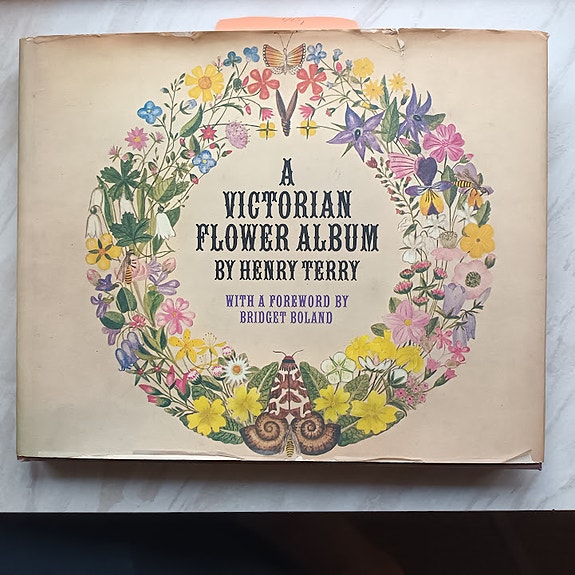 A
VICTORIAN
FLOWER ALBUM
BY HENRY TERRY
WITH A FOREWORD BY
BRIDGET BOLAND